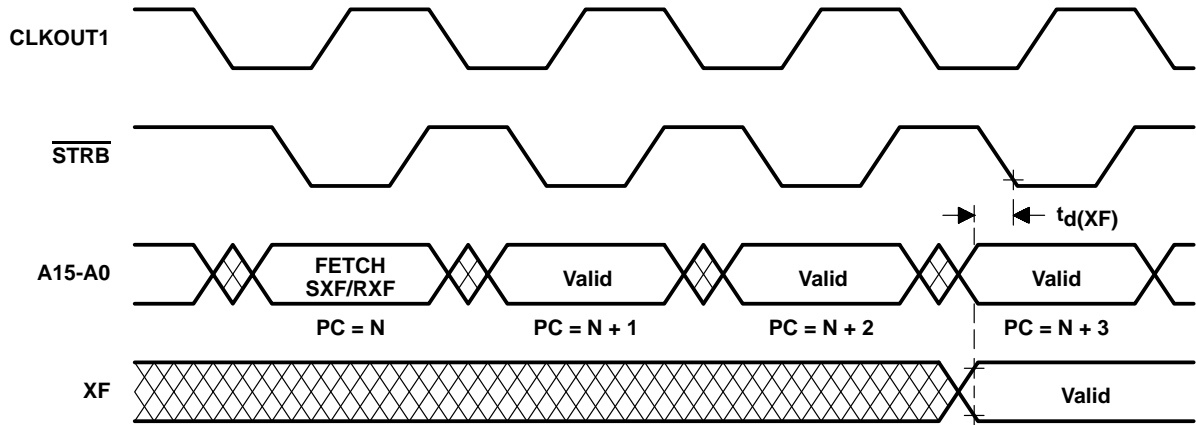 CLKOUT1
STRB
td(XF)
A15-A0
FETCH
SXF/RXF
Valid
Valid
Valid
PC = N
PC = N + 1
PC = N + 2
PC = N + 3
XF
Valid